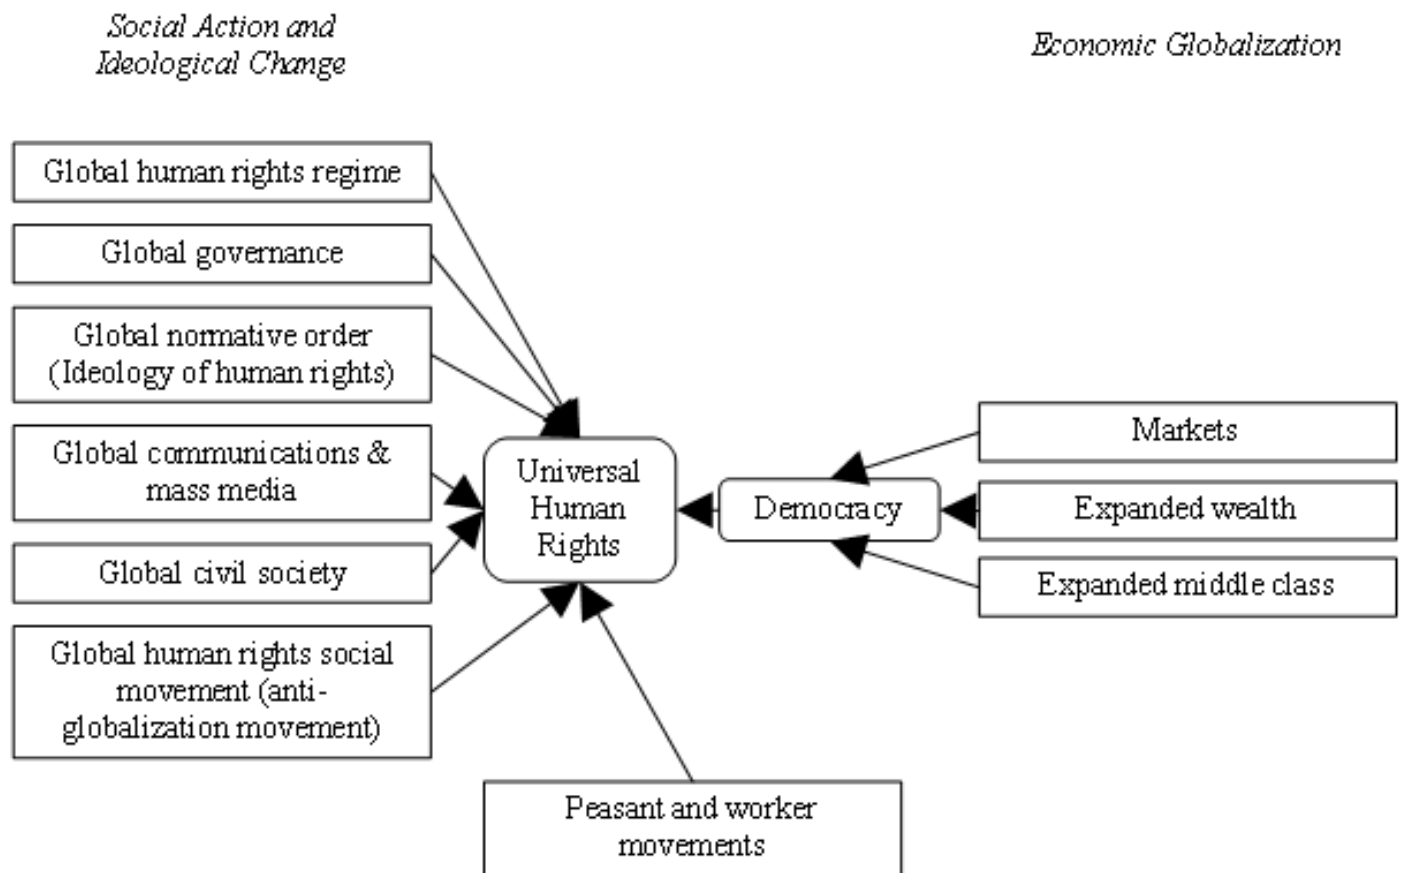 Social Action and
Ideological Change
Economic Globalization
Global human rights regime
Global governance
Global normative order
(Ideology of human rights)
Global communications &
mass media
Global civil society
Global human rights social
movement (anti-
globalization movement)
Universal
Human
Rights
Democracy
Markets
Expanded wealth
Expanded middle class
Peasant and worker
movements